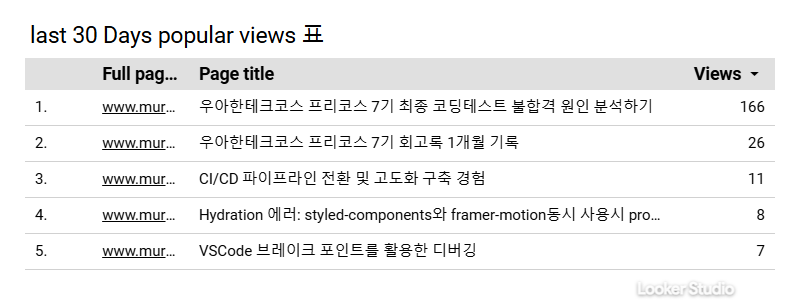 last 30 Days popular views 표
Full pag... Page title Views
1. www.mur... 우아한테크코스 프리코스 7기 최종 코딩테스트 불합격 원인 분석하기 166
2. www.mur... 우아한테크코스 프리코스 7기 회고록 1개월 기록 26
3. www.mur... CI/CD 파이프라인 전환 및 고도화 구축 경험 11
4. www.mur... Hydration 에러: styled-components와 framer-motion동시 사용시 pro... 8
5. www.mur... VSCode 브레이크 포인트를 활용한 디버깅 7
Looker Studio